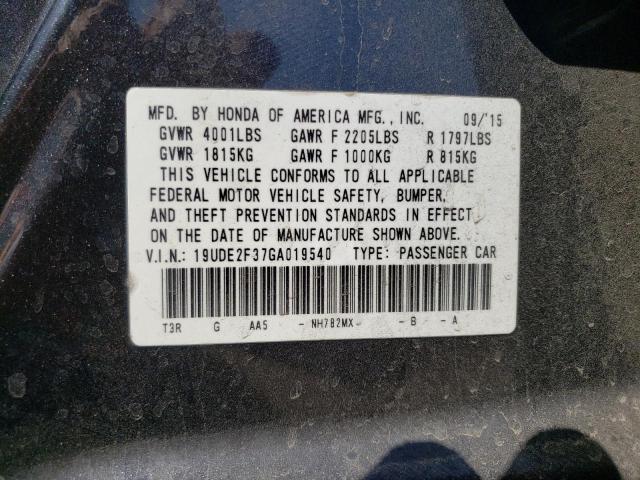 MFD. BY HONDA OF AMERICA MFG., INC. 09/'15
GVWR 4001LBS GAWR F 2205LBS R 1797LBS
GVWR 1815KG GAWR F 1000KG R 815KG
THIS VEHICLE CONFORMS TO ALL APPLICABLE
FEDERAL MOTOR VEHICLE SAFETY, BUMPER,
AND THEFT PREVENTION STANDARDS IN EFFECT
ON THE DATE OF MANUFACTURE SHOWN ABOVE.
V.I.N.: 19UDE2F37GA019540 TYPE: PASSENGER CAR
T3R G AA5 - NH782MX - B - A